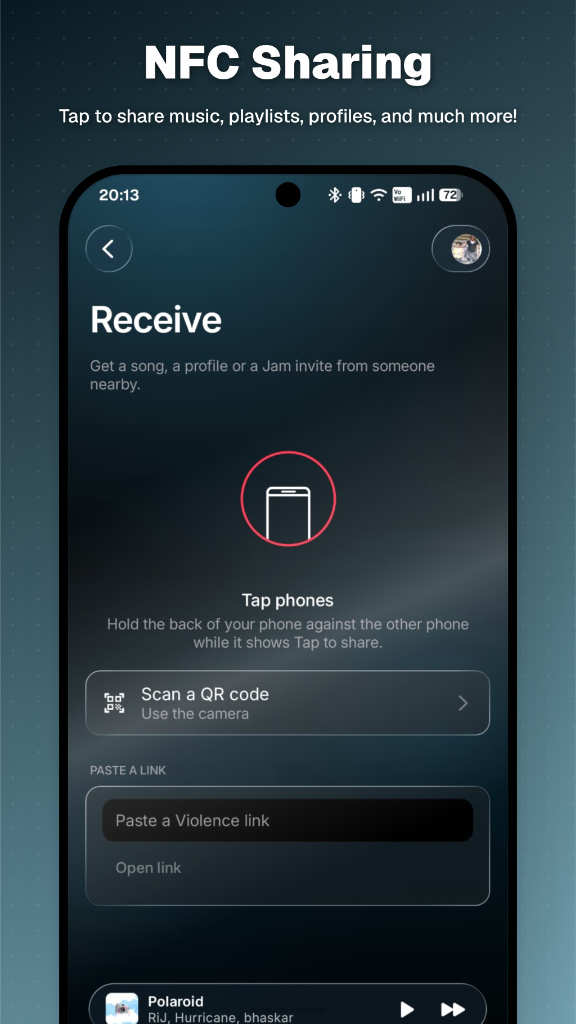 NFC Sharing
Tap to share music, playlists, profiles, and much more!
20:13
Vo
WiFi
72
Receive
Get a song, a profile or a Jam invite from someone
nearby.
Tap phones
Hold the back of your phone against the other phone
while it shows Tap to share.
Scan a QR code
Use the camera
PASTE A LINK
Paste a Violence link
Open link
Polaroid
RiJ, Hurricane, bhaskar